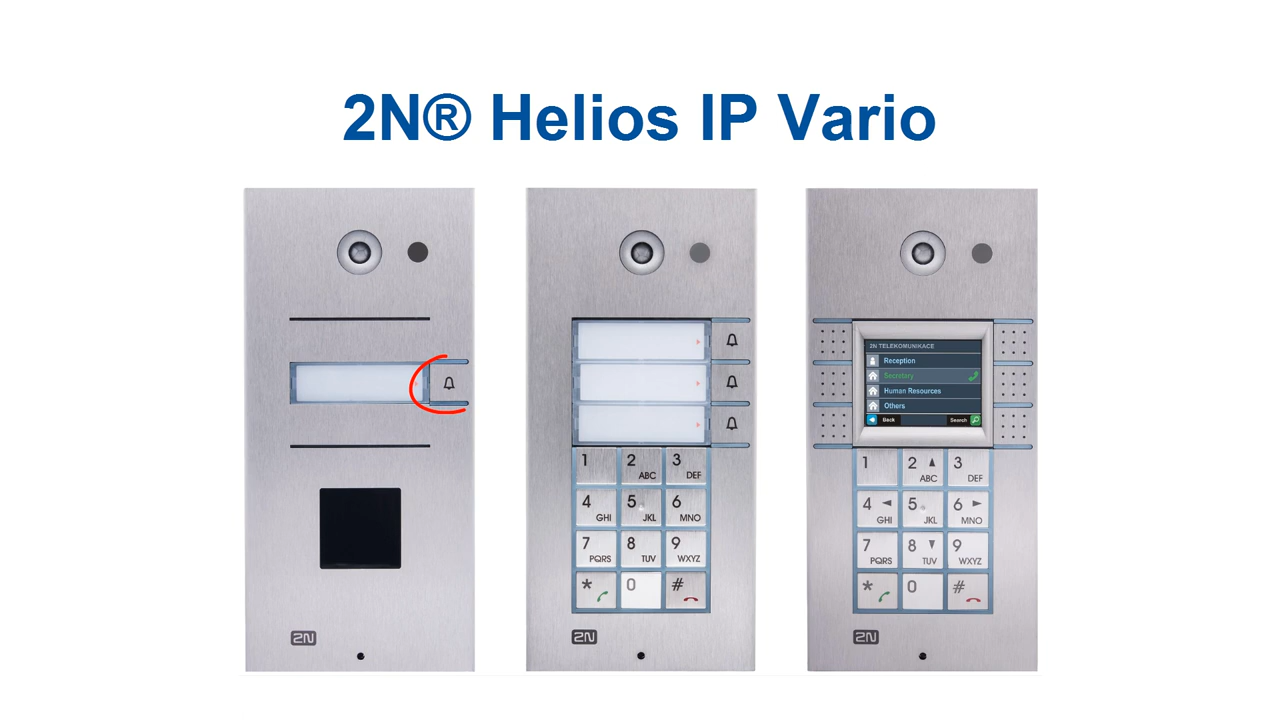 2N® Helios IP Vario
2N
1 2 ABC 3 DEF
4 GHI 5 JKL 6 MNO
7 PQRS 8 TUV 9 WXYZ
* 0 #
2N
2N TELEKOMUNIKACE
Reception
Secretary
Human Resources
Others
Back Search
1 2 ABC 3 DEF
4 GHI 5 JKL 6 MNO
7 PQRS 8 TUV 9 WXYZ
* 0 #
2N